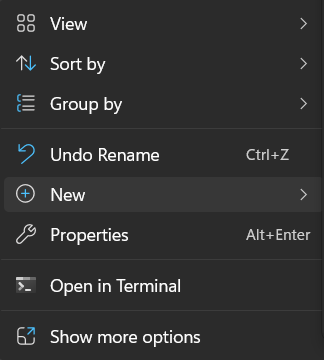 View
Sort by
Group by
Undo Rename Ctrl+Z
New
Properties Alt+Enter
Open in Terminal
Show more options